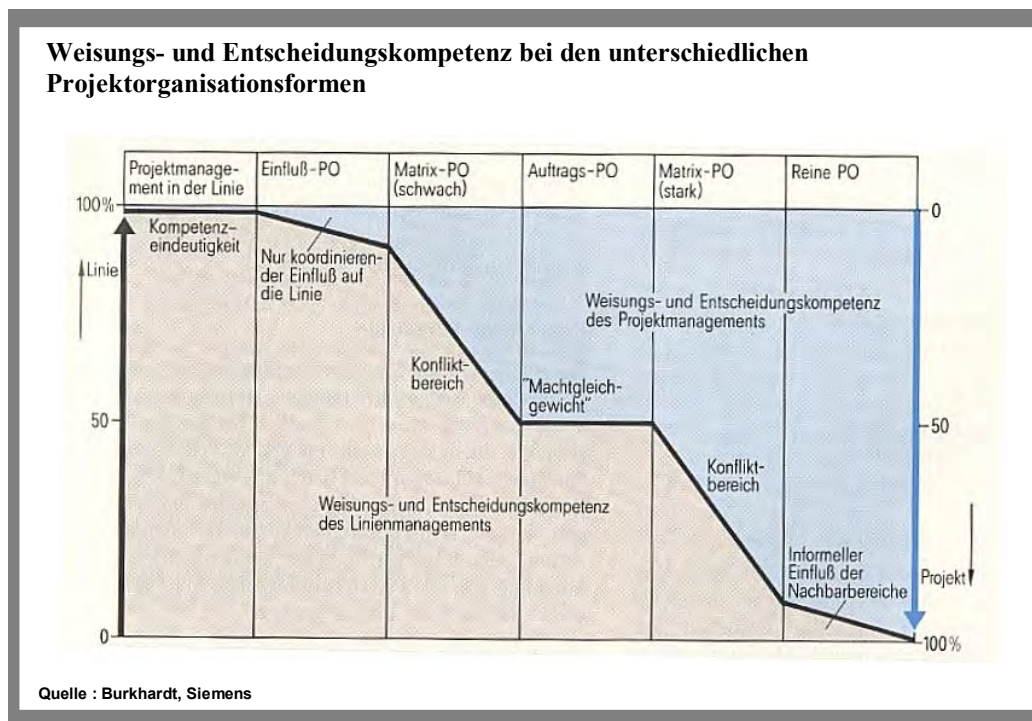 Weisungs- und Entscheidungskompetenz bei den unterschiedlichen
Projektorganisationsformen
Projektmanage-
ment in der Linie
Einfluß-PO
Matrix-PO
(schwach)
Auftrags-PO
Matrix-PO
(stark)
Reine PO
100%
0
Kompetenz-
eindeutigkeit
Linie
Nur koordinieren-
der Einfluß auf
die Linie
Weisungs- und Entscheidungskompetenz
des Projektmanagements
Konflikt-
bereich
"Machtgleich-
gewicht"
50
50
Konflikt-
bereich
Weisungs- und Entscheidungskompetenz
des Linienmanagements
Informeller
Einfluß der
Nachbarbereiche
Projekt
0
100%
Quelle : Burkhardt, Siemens